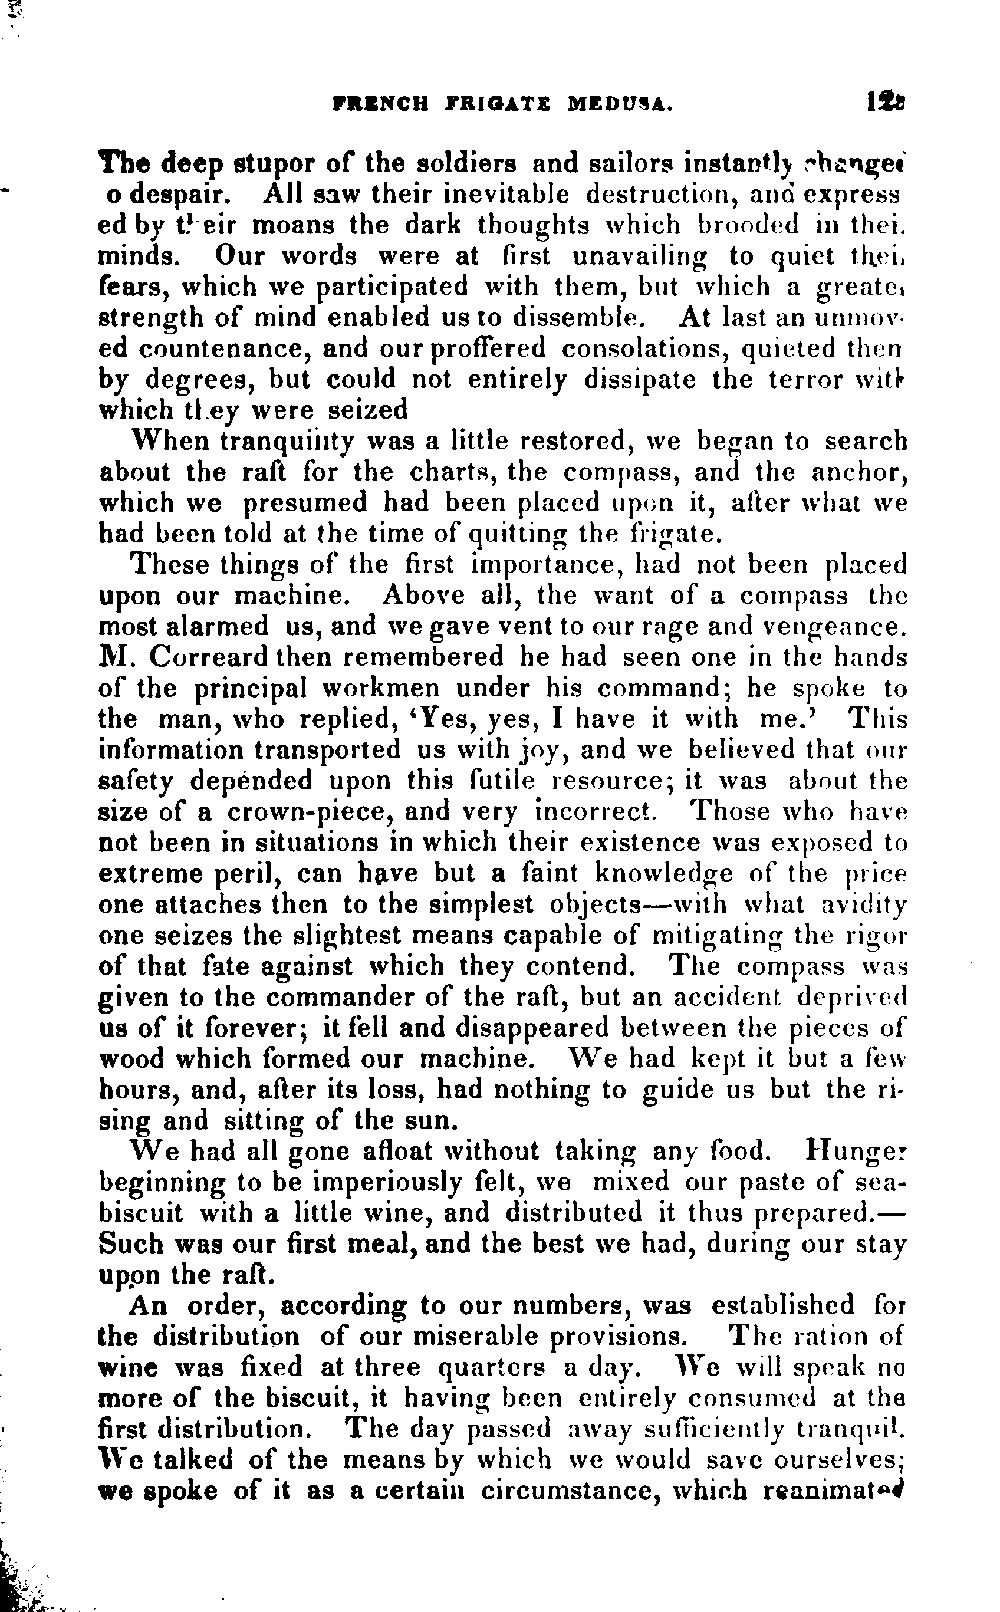 FRENCH FRIGATE MEDUSA.
The deep stupor of the soldiers and sailors instantly changed
o despair. All saw their inevitable destruction, and express
ed by their moans the dark thoughts which brooded in thei.
minds. Our words were at first unavailing to quiet thei.
fears, which we participated with them, but which a greate.
strength of mind enabled us to dissemble. At last an unmov-
ed countenance, and our proffered consolations, quieted then
by degrees, but could not entirely dissipate the terror with
which they were seized
When tranquility was a little restored, we began to search
about the raft for the charts, the compass, and the anchor,
which we presumed had been placed upon it, after what we
had been told at the time of quitting the frigate.
These things of the first importance, had not been placed
upon our machine. Above all, the want of a compass the
most alarmed us, and we gave vent to our rage and vengeance.
M. Correard then remembered he had seen one in the hands
of the principal workmen under his command; he spoke to
the man, who replied, 'Yes, yes, I have it with me.' This
information transported us with joy, and we believed that our
safety depended upon this futile resource; it was about the
size of a crown-piece, and very incorrect. Those who have
not been in situations in which their existence was exposed to
extreme peril, can have but a faint knowledge of the price
one attaches then to the simplest objects—with what avidity
one seizes the slightest means capable of mitigating the rigor
of that fate against which they contend. The compass was
given to the commander of the raft, but an accident deprived
us of it forever; it fell and disappeared between the pieces of
wood which formed our machine. We had kept it but a few
hours, and, after its loss, had nothing to guide us but the ri-
sing and sitting of the sun.
We had all gone afloat without taking any food. Hunger
beginning to be imperiously felt, we mixed our paste of sea-
biscuit with a little wine, and distributed it thus prepared.—
Such was our first meal, and the best we had, during our stay
upon the raft.
An order, according to our numbers, was established for
the distribution of our miserable provisions. The ration of
wine was fixed at three quarters a day. We will speak no
more of the biscuit, it having been entirely consumed at the
first distribution. The day passed away sufficiently tranquil.
We talked of the means by which we would save ourselves;
we spoke of it as a certain circumstance, which reanimated